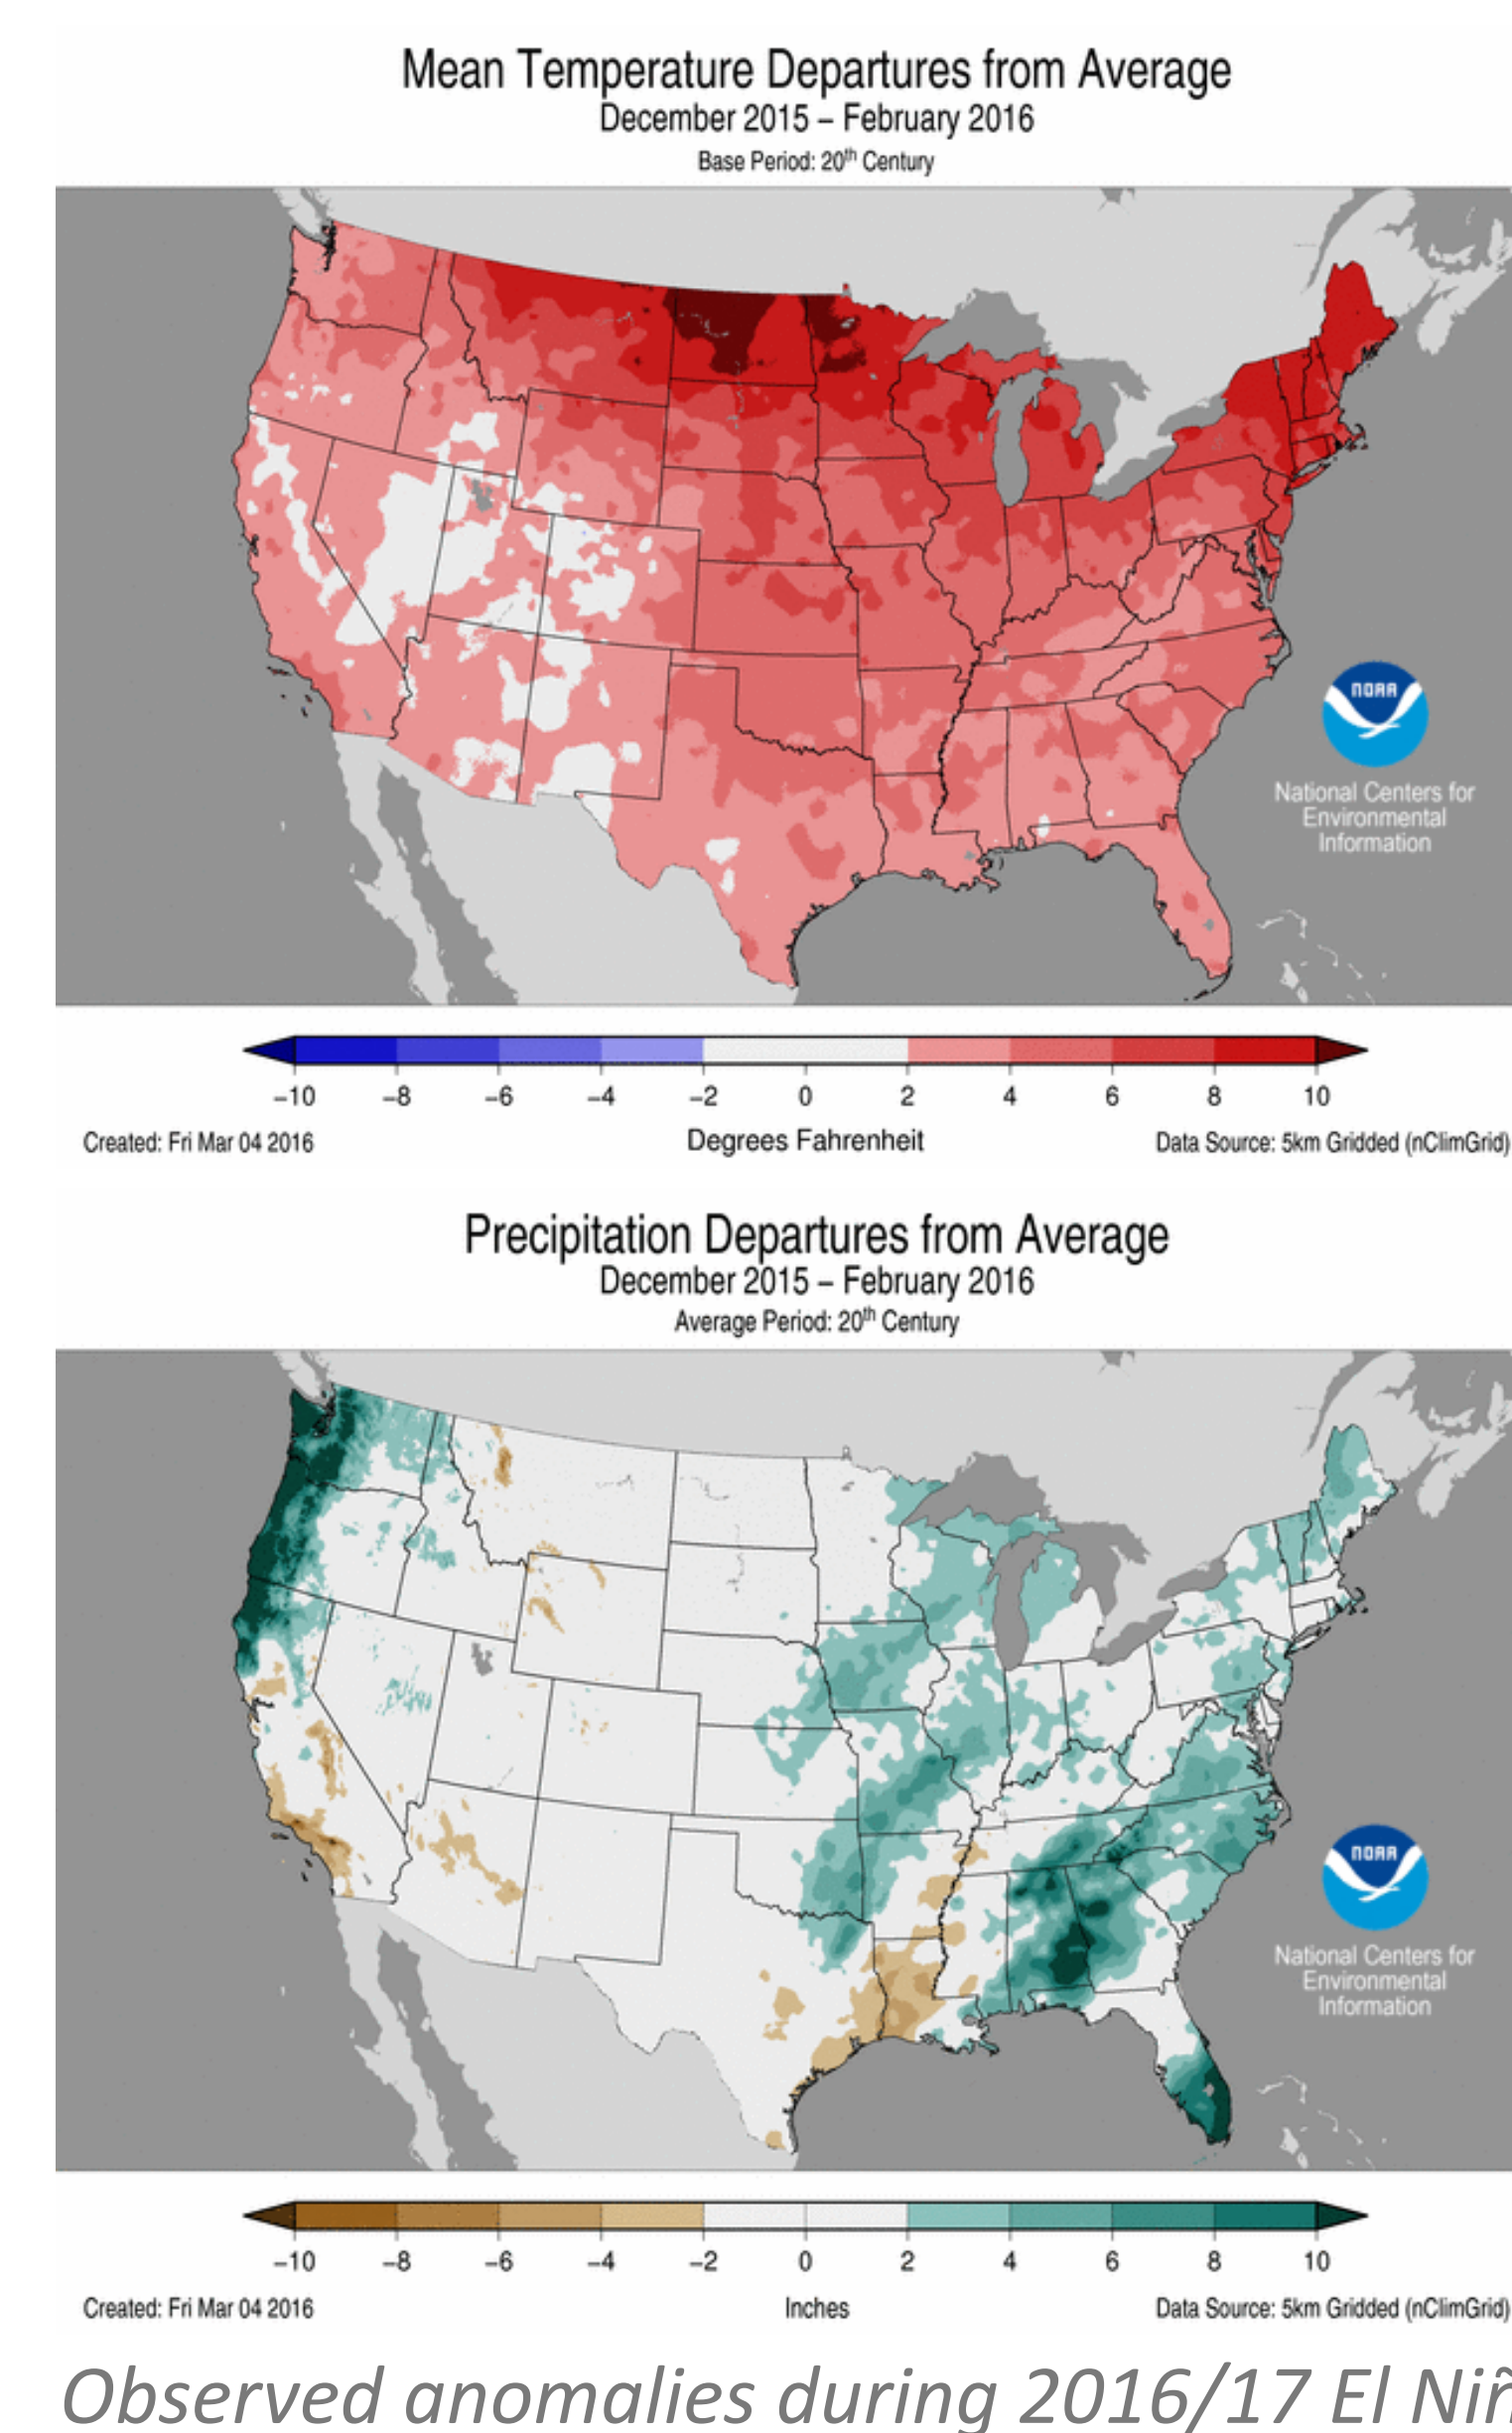 Mean Temperature Departures from Average
December 2015 – February 2016
Base Period: 20th Century
NOAA
National Centers for
Environmental
Information
-10 -8 -6 -4 -2 0 2 4 6 8 10
Created: Fri Mar 04 2016 Degrees Fahrenheit Data Source: 5km Gridded (nClimGrid)
Precipitation Departures from Average
December 2015 – February 2016
Average Period: 20th Century
NOAA
National Centers for
Environmental
Information
-10 -8 -6 -4 -2 0 2 4 6 8 10
Created: Fri Mar 04 2016 Inches Data Source: 5km Gridded (nClimGrid)
Observed anomalies during 2016/17 El